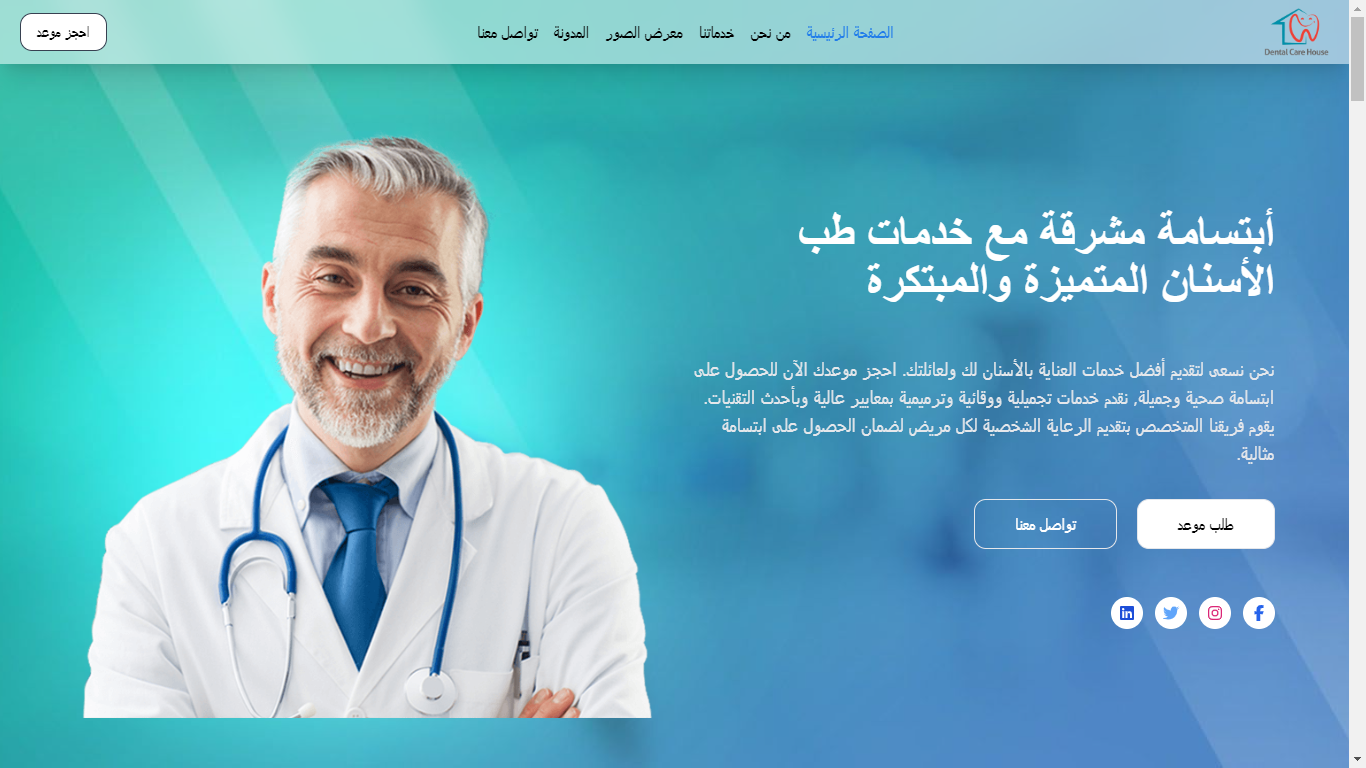 Dental Care House
الصفحة الرئيسية
من نحن
خدماتنا
معرض الصور
المدونة
تواصل معنا
احجز موعد
أبتسامة مشرقة مع خدمات طب
الأسنان المتميزة والمبتكرة
نحن نسعى لتقديم أفضل خدمات العناية بالأسنان لك ولعائلتك. احجز موعدك الآن للحصول على
ابتسامة صحية وجميلة, نقدم خدمات تجميلية ووقائية وترميمية بمعايير عالية وبأحدث التقنيات.
يقوم فريقنا المتخصص بتقديم الرعاية الشخصية لكل مريض لضمان الحصول على ابتسامة
مثالية.
طلب موعد
تواصل معنا